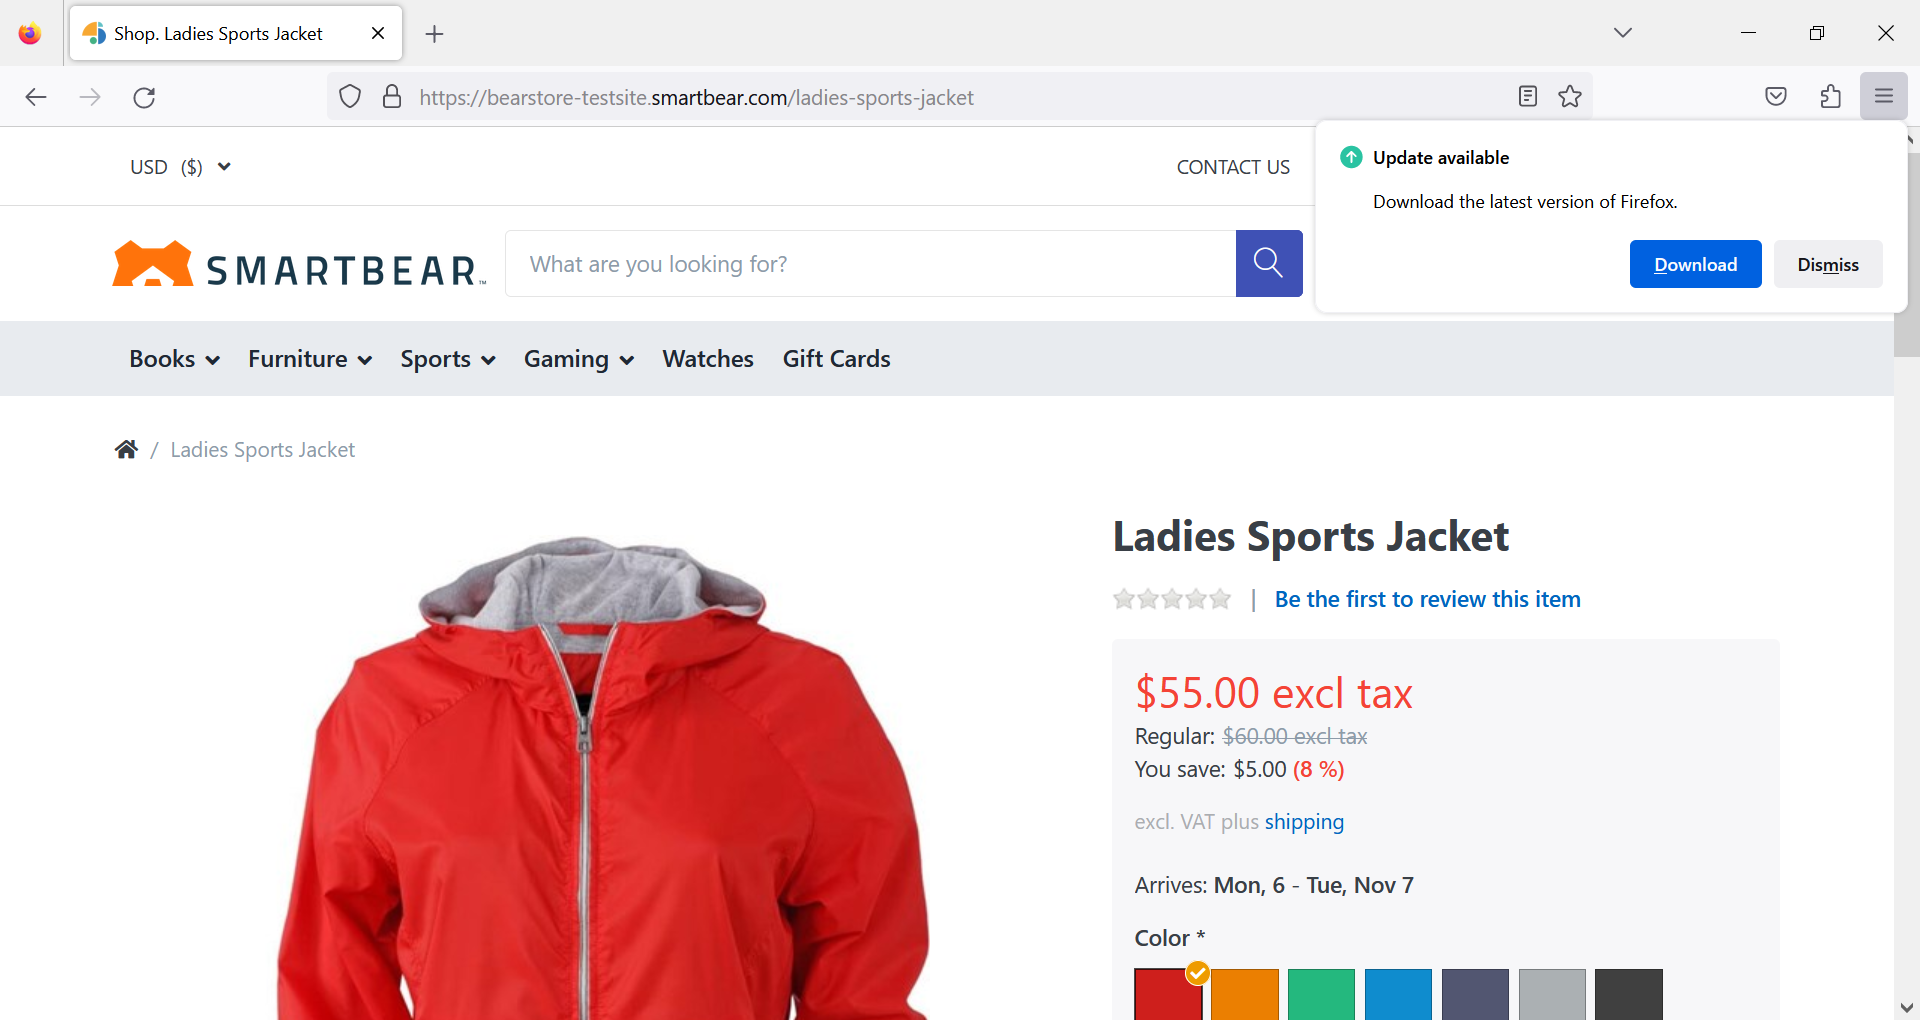 Shop. Ladies Sports Jacket
https://bearstore-testsite.smartbear.com/ladies-sports-jacket
Update available
Download the latest version of Firefox.
Download
Dismiss
USD ($)
CONTACT US
SMARTBEAR™
What are you looking for?
Books
Furniture
Sports
Gaming
Watches
Gift Cards
/ Ladies Sports Jacket
Ladies Sports Jacket
| Be the first to review this item
$55.00 excl tax
Regular: $60.00 excl tax
You save: $5.00 (8 %)
excl. VAT plus shipping
Arrives: Mon, 6 - Tue, Nov 7
Color *